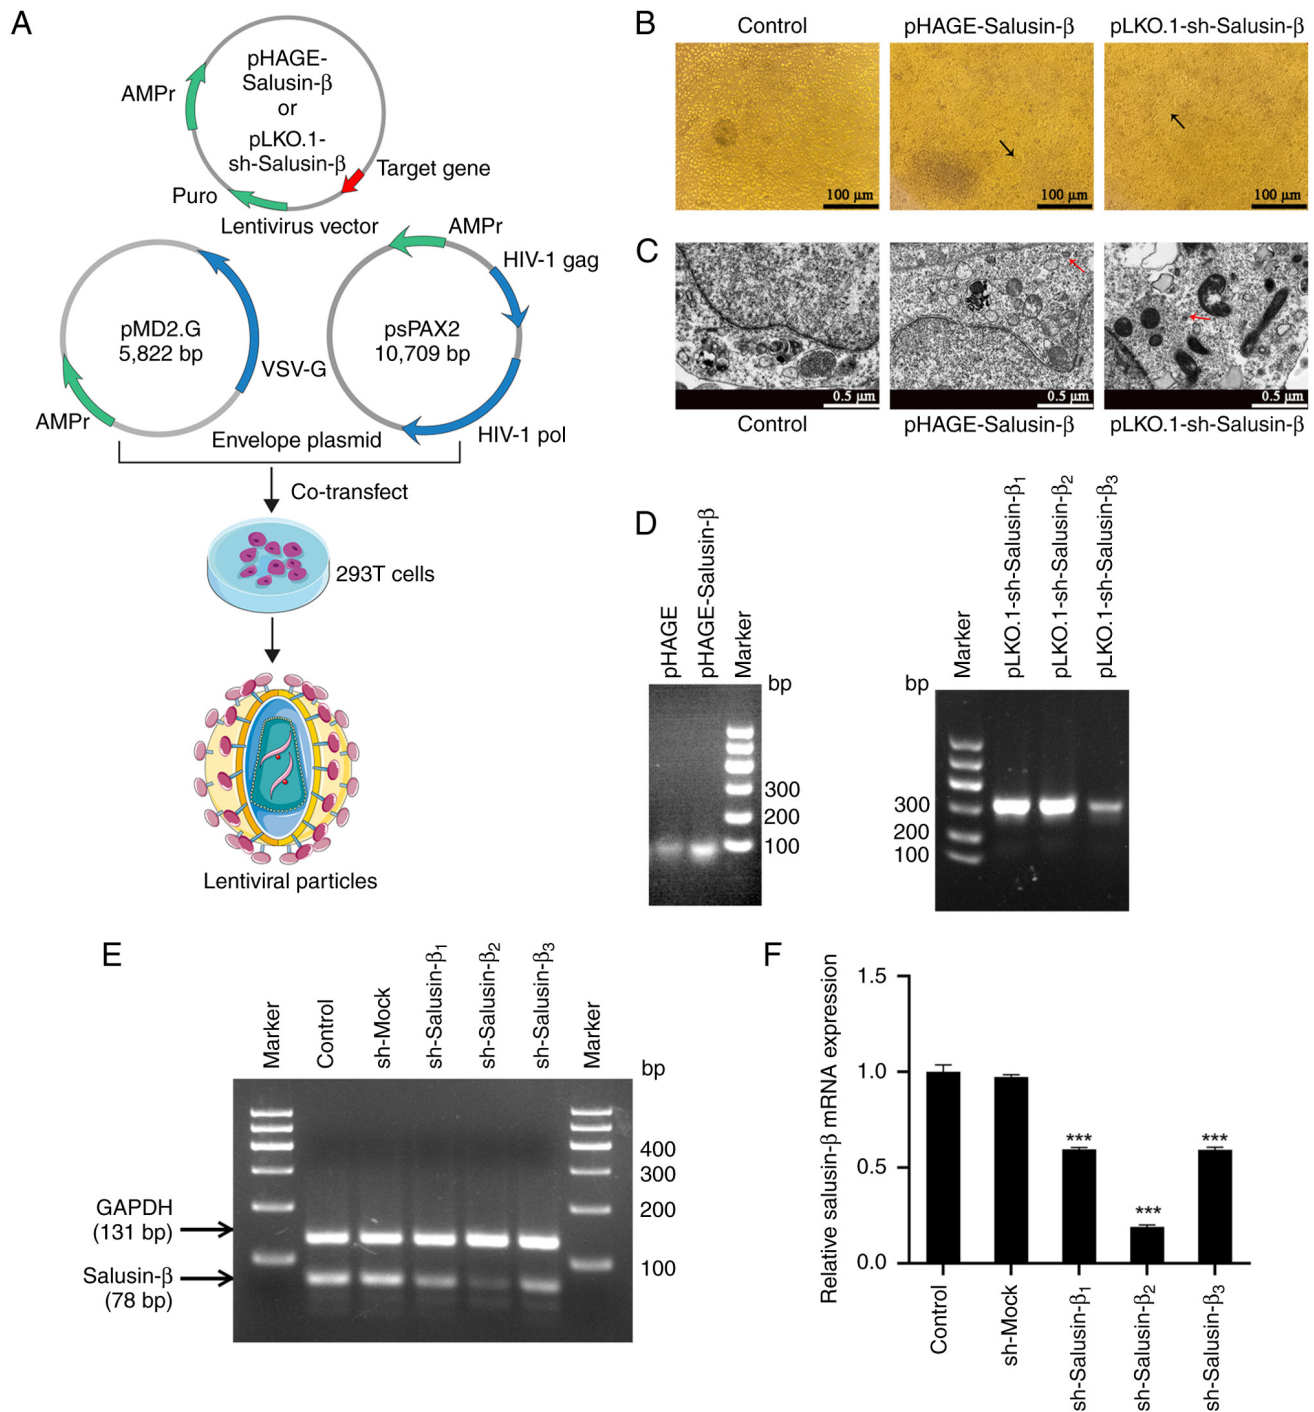 A
pHAGE-
Salusin-β
or
pLKO.1-
sh-Salusin-β
AMPr
Target gene
Puro
Lentivirus vector
AMPr
HIV-1 gag
pMD2.G
5,822 bp
psPAX2
10,709 bp
VSV-G
AMPr
Envelope plasmid
HIV-1 pol
Co-transfect
293T cells
Lentiviral particles
B
Control
pHAGE-Salusin-β
pLKO.1-sh-Salusin-β
100 µm
100 µm
100 µm
C
0.5 µm
0.5 µm
0.5 µm
Control
pHAGE-Salusin-β
pLKO.1-sh-Salusin-β
D
pHAGE
pHAGE-Salusin-β
Marker
bp
300
200
100
Marker
pLKO.1-sh-Salusin-β1
pLKO.1-sh-Salusin-β2
pLKO.1-sh-Salusin-β3
bp
300
200
100
E
Marker
Control
sh-Mock
sh-Salusin-β1
sh-Salusin-β2
sh-Salusin-β3
Marker
bp
400
300
200
100
GAPDH
(131 bp)
Salusin-β
(78 bp)
F
Relative salusin-β mRNA expression
1.5
1.0
0.5
0.0
***
***
***
Control
sh-Mock
sh-Salusin-β1
sh-Salusin-β2
sh-Salusin-β3